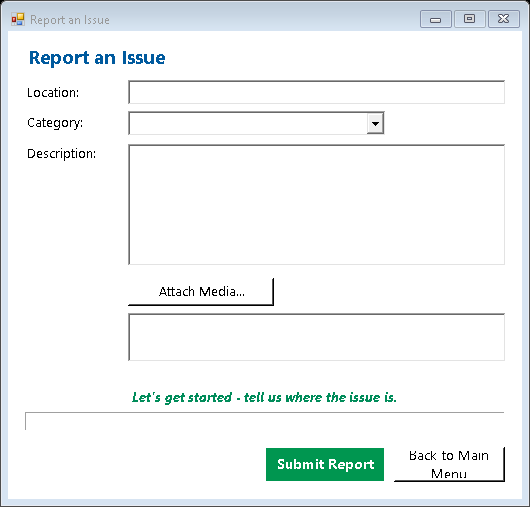 Report an Issue
Report an Issue
Location:
Category:
Description:
Attach Media...
Let's get started - tell us where the issue is.
Submit Report
Back to Main
Menu